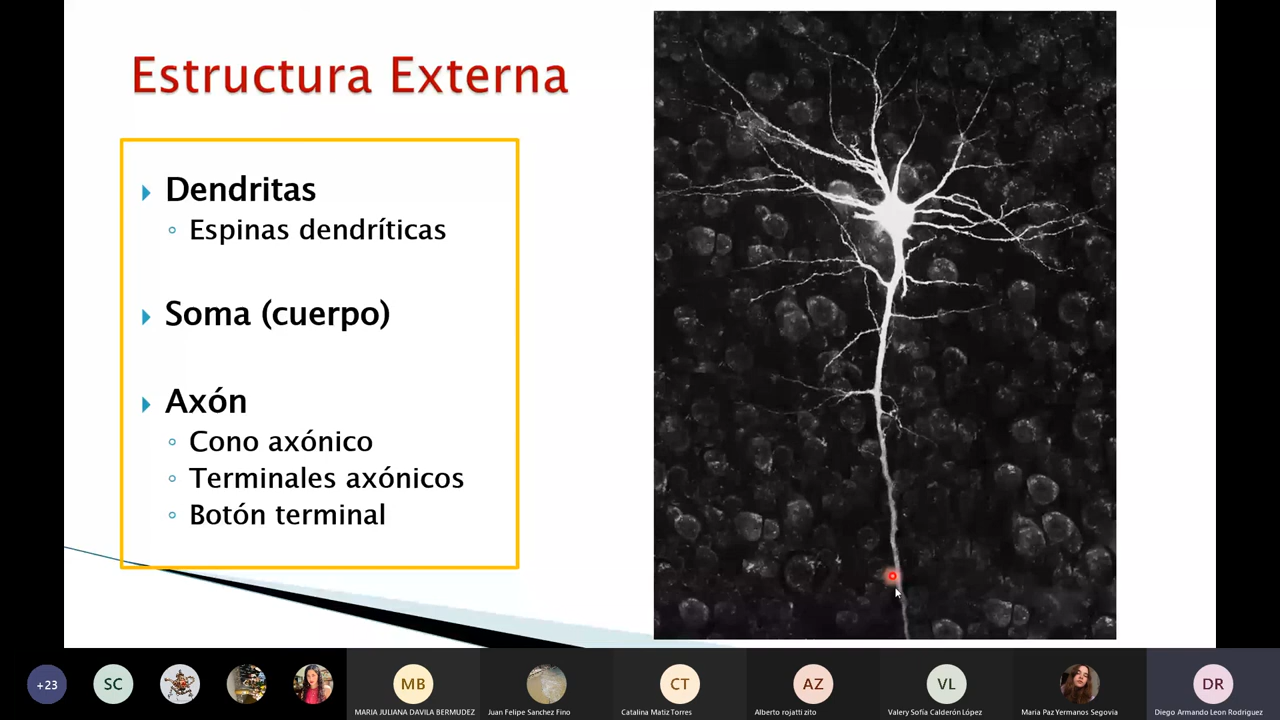 Estructura Externa
Dendritas
Espinas dendríticas
Soma (cuerpo)
Axón
Cono axónico
Terminales axónicos
Botón terminal
+23
SC
MB
CT
AZ
VL
DR
MARIA JULIANA DAVILA BERMUDEZ
Juan Felipe Sanchez Fino
Catalina Matiz Torres
Alberto rojatti zito
Valery Sofía Calderón López
Maria Paz Yermanos Segovia
Diego Armando Leon Rodriguez